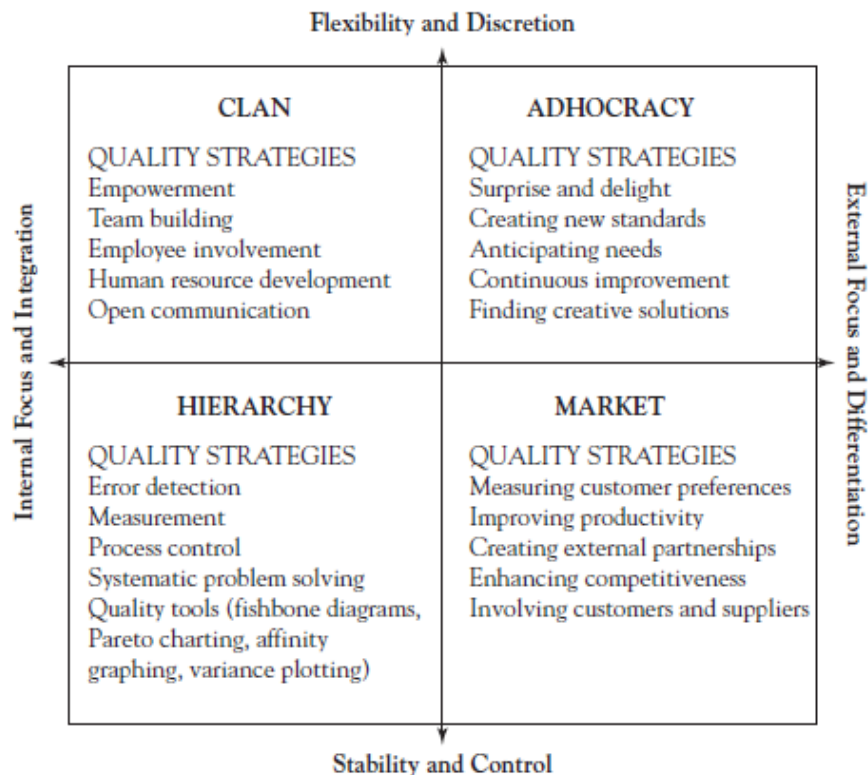 Flexibility and Discretion
CLAN
QUALITY STRATEGIES
Empowerment
Team building
Employee involvement
Human resource development
Open communication
ADHOCRACY
QUALITY STRATEGIES
Surprise and delight
Creating new standards
Anticipating needs
Continuous improvement
Finding creative solutions
Internal Focus and Integration
External Focus and Differentiation
HIERARCHY
QUALITY STRATEGIES
Error detection
Measurement
Process control
Systematic problem solving
Quality tools (fishbone diagrams,
Pareto charting, affinity
graphing, variance plotting)
MARKET
QUALITY STRATEGIES
Measuring customer preferences
Improving productivity
Creating external partnerships
Enhancing competitiveness
Involving customers and suppliers
Stability and Control